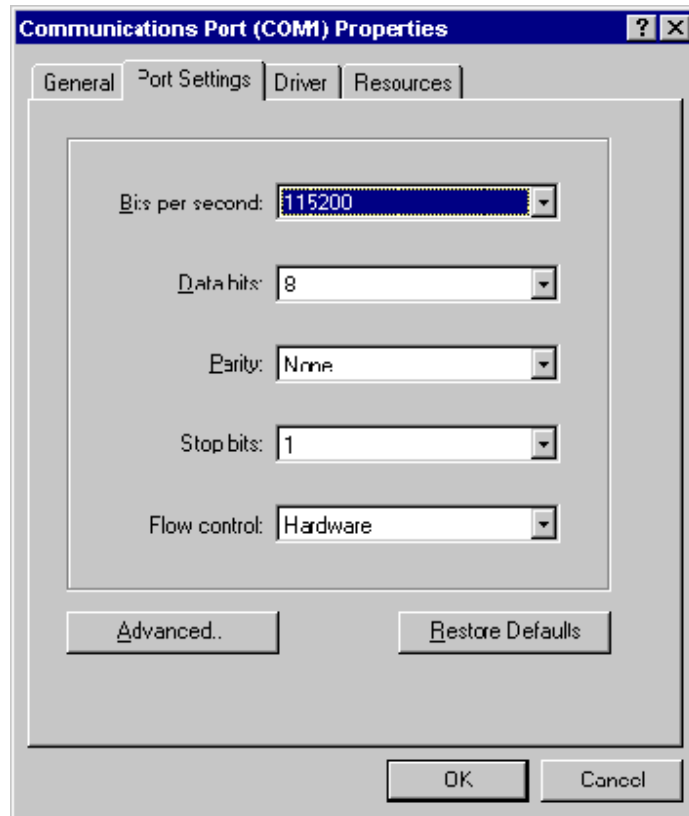 Communications Port (COM1) Properties
General Port Settings Driver Resources
Bits per second: 115200
Data bits: 8
Parity: None
Stop bits: 1
Flow control: Hardware
Advanced.. Restore Defaults
OK Cancel